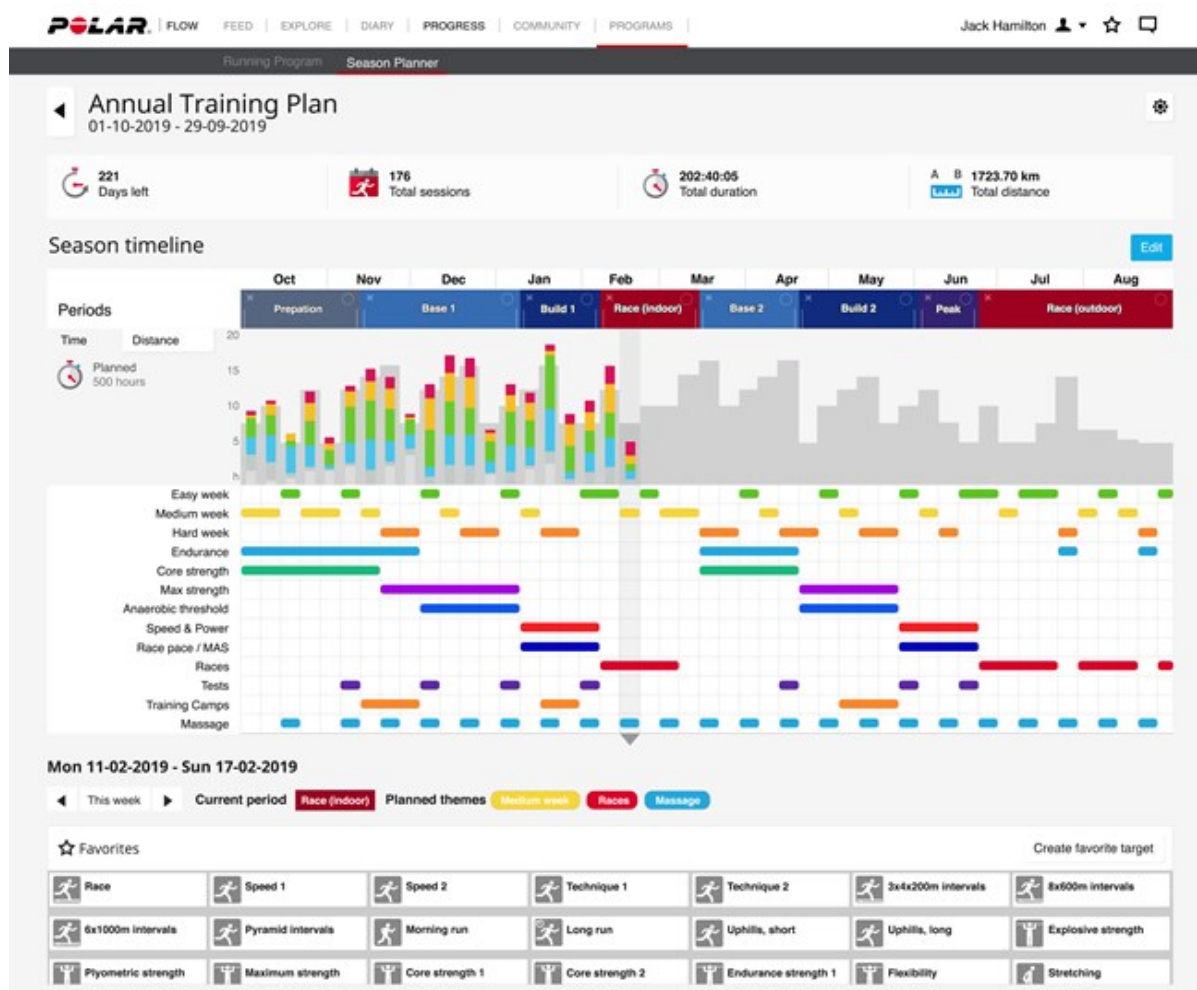 POLAR. FLOW FEED EXPLORE DIARY PROGRESS COMMUNITY PROGRAMS Jack Hamilton
Running Program Season Planner
Annual Training Plan
01-10-2019 - 29-09-2019
221
Days left
176
Total sessions
202:40:05
Total duration
A B 1723.70 km
Total distance
Season timeline Edit
Oct Nov Dec Jan Feb Mar Apr May Jun Jul Aug
Periods Prepation Base 1 Build 1 Race (indoor) Base 2 Build 2 Peak Race (outdoor)
Time Distance
Planned
500 hours
20
15
10
5
h
Easy week
Medium week
Hard week
Endurance
Core strength
Max strength
Anaerobic threshold
Speed & Power
Race pace / MAS
Races
Tests
Training Camps
Massage
Mon 11-02-2019 - Sun 17-02-2019
This week Current period Race (indoor) Planned themes Medium week Races Massage
Favorites Create favorite target
Race Speed 1 Speed 2 Technique 1 Technique 2 3x4x200m intervals 8x600m intervals
6x1000m intervals Pyramid intervals Morning run Long run Uphills, short Uphills, long Explosive strength
Plyometric strength Maximum strength Core strength 1 Core strength 2 Endurance strength 1 Flexibility Stretching